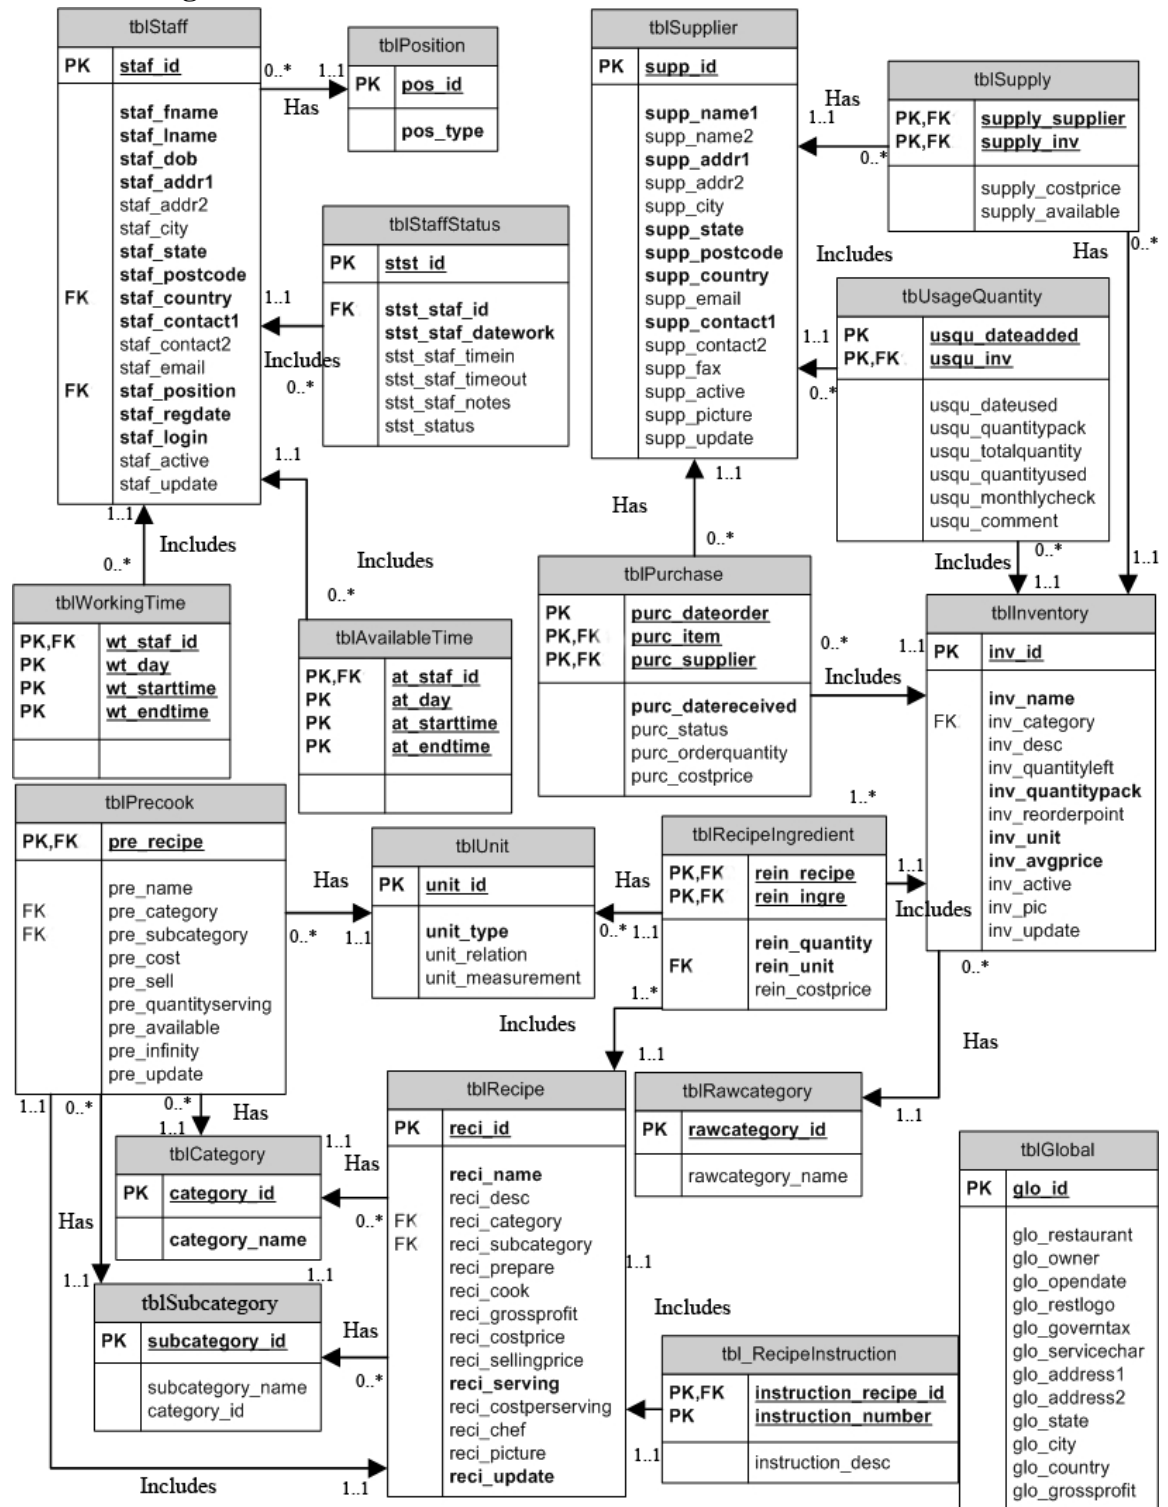 tblStaff
PK staf_id
staf_fname
staf_lname
staf_dob
staf_addr1
staf_addr2
staf_city
staf_state
staf_postcode
FK staf_country
staf_contact1
staf_contact2
staf_email
FK staf_position
staf_regdate
staf_login
staf_active
staf_update
0..* 1..1
Has
tblPosition
PK pos_id
pos_type
tblStaffStatus
PK stst_id
FK stst_staf_id
stst_staf_datework
stst_staf_timein
stst_staf_timeout
stst_staf_notes
stst_status
1..1
Includes
0..*
tblSupplier
PK supp_id
supp_name1
supp_name2
supp_addr1
supp_addr2
supp_city
supp_state
supp_postcode
supp_country
supp_email
supp_contact1
supp_contact2
supp_fax
supp_active
supp_picture
supp_update
Has
1..1
0..*
tblSupply
PK,FK supply_supplier
PK,FK supply_inv
supply_costprice
supply_available
Has
0..*
1..1
Includes
1..1
0..*
tbUsageQuantity
PK usqu_dateadded
PK,FK usqu_inv
usqu_dateused
usqu_quantitypack
usqu_totalquantity
usqu_quantityused
usqu_monthlycheck
usqu_comment
0..*
Includes
1..1
1..1
Includes
0..*
1..1
Includes
0..*
tblWorkingTime
PK,FK wt_staf_id
PK wt_day
PK wt_starttime
PK wt_endtime
tblAvailableTime
PK,FK at_staf_id
PK at_day
PK at_starttime
PK at_endtime
1..1
Has
0..*
tblPurchase
PK purc_dateorder
PK,FK purc_item
PK,FK purc_supplier
purc_datereceived
purc_status
purc_orderquantity
purc_costprice
0..* 1..1
Includes
tblInventory
PK inv_id
inv_name
FK inv_category
inv_desc
inv_quantityleft
inv_quantitypack
inv_reorderpoint
inv_unit
inv_avgprice
inv_active
inv_pic
inv_update
tblPrecook
PK,FK pre_recipe
pre_name
FK pre_category
FK pre_subcategory
pre_cost
pre_sell
pre_quantityserving
pre_available
pre_infinity
pre_update
Has
0..* 1..1
tblUnit
PK unit_id
unit_type
unit_relation
unit_measurement
Has
0..* 1..1
tblRecipeIngredient
PK,FK rein_recipe
PK,FK rein_ingre
rein_quantity
FK rein_unit
rein_costprice
1..*
1..1
Includes
1..*
Includes
1..1
0..*
Has
1..1
tblRawcategory
PK rawcategory_id
rawcategory_name
1..1 0..* 0..*
Has
1..1
tblCategory
PK category_id
category_name
Has
1..1
1..1
Has
0..*
tblRecipe
PK reci_id
reci_name
reci_desc
FK reci_category
FK reci_subcategory
reci_prepare
reci_cook
reci_grossprofit
reci_costprice
reci_sellingprice
reci_serving
reci_costperserving
reci_chef
reci_picture
reci_update
tblSubcategory
PK subcategory_id
subcategory_name
category_id
1..1
Has
0..*
Includes
1..1
1..1
Includes
1..1
tbl_RecipeInstruction
PK,FK instruction_recipe_id
PK instruction_number
instruction_desc
tblGlobal
PK glo_id
glo_restaurant
glo_owner
glo_opendate
glo_restlogo
glo_governtax
glo_servicechar
glo_address1
glo_address2
glo_state
glo_city
glo_country
glo_grossprofit